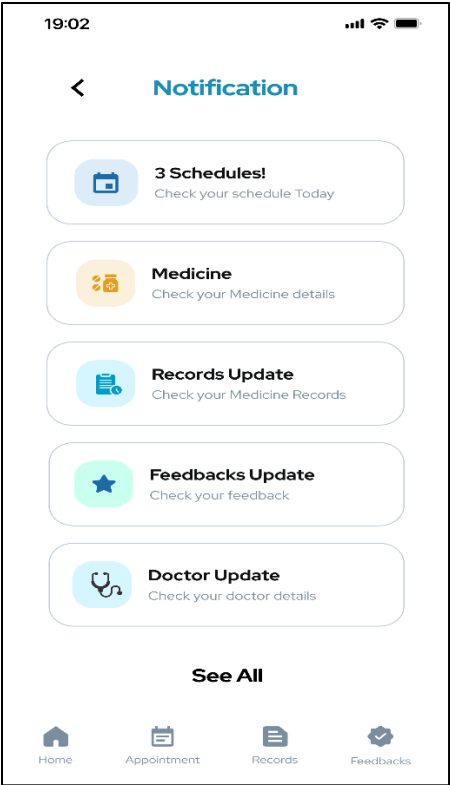 19:02
Notification
3 Schedules!
Check your schedule Today
Medicine
Check your Medicine details
Records Update
Check your Medicine Records
Feedbacks Update
Check your feedback
Doctor Update
Check your doctor details
See All
Home Appointment Records Feedbacks